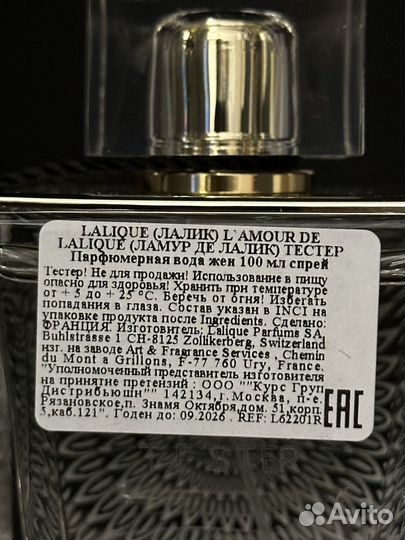 LALIQUE (ЛАЛИК) L`AMOUR DE
LALIQUE (ЛАМУР ДЕ ЛАЛИК) ТЕСТЕР
Парфюмерная вода жен 100 мл спрей
Тестер! Не для продажи! Использование в пищу
опасно для здоровья! Хранить при температуре
от + 5 до + 25 °С. Беречь от огня! Избегать
попадания в глаза. Состав указан в INCI на
упаковке продукта после Ingredients. Сделано:
ФРАНЦИЯ. Изготовитель: Lalique Parfums SA,
Buhlstrasse 1 CH-8125 Zollikerberg, Switzerland
изг. на заводе Art & Fragrance Services , Chemin
du Mont a Grillons, F-77 760 Ury, France.
"Уполномоченный представитель изготовителя
на принятие претензий : ООО ""Курс Груп
Дистрибьюшн"" 142134,г.Москва, п-е.
Рязановское,п. Знамя Октября,дом. 51,корп.
5,каб.121". Годен до: 09.2026 . REF: L62201R
EAC
TESTER
Avito